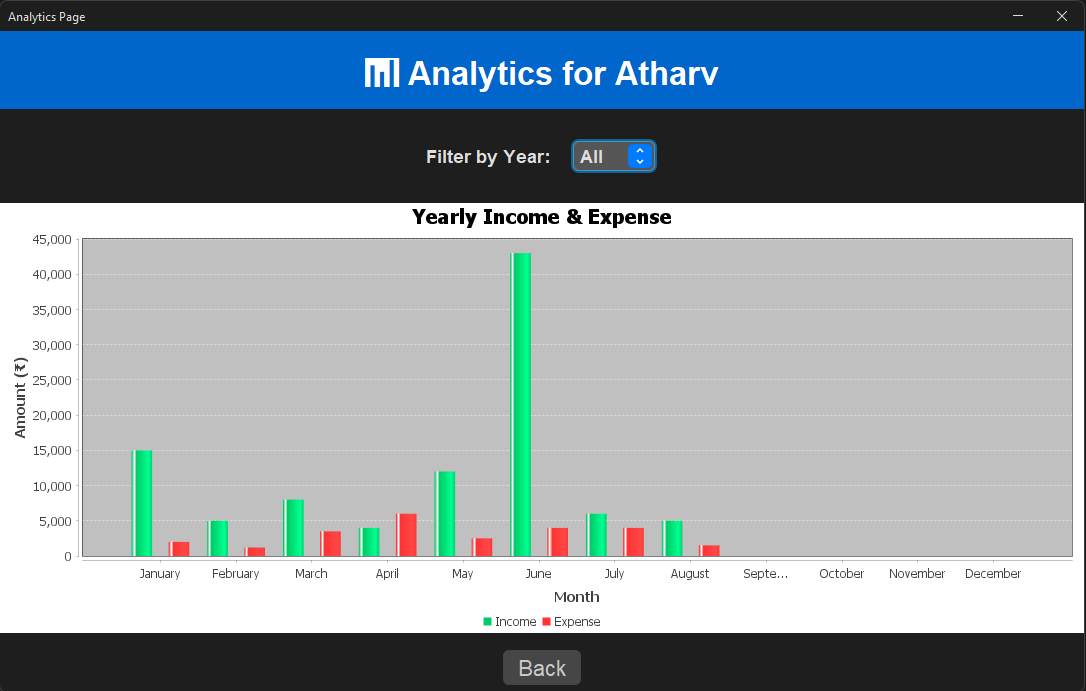 Analytics Page
Analytics for Atharv
Filter by Year: All
Yearly Income & Expense
45,000
40,000
35,000
30,000
25,000
20,000
15,000
10,000
5,000
0
Amount (₹)
January February March April May June July August Septe... October November December
Month
Income Expense
Back